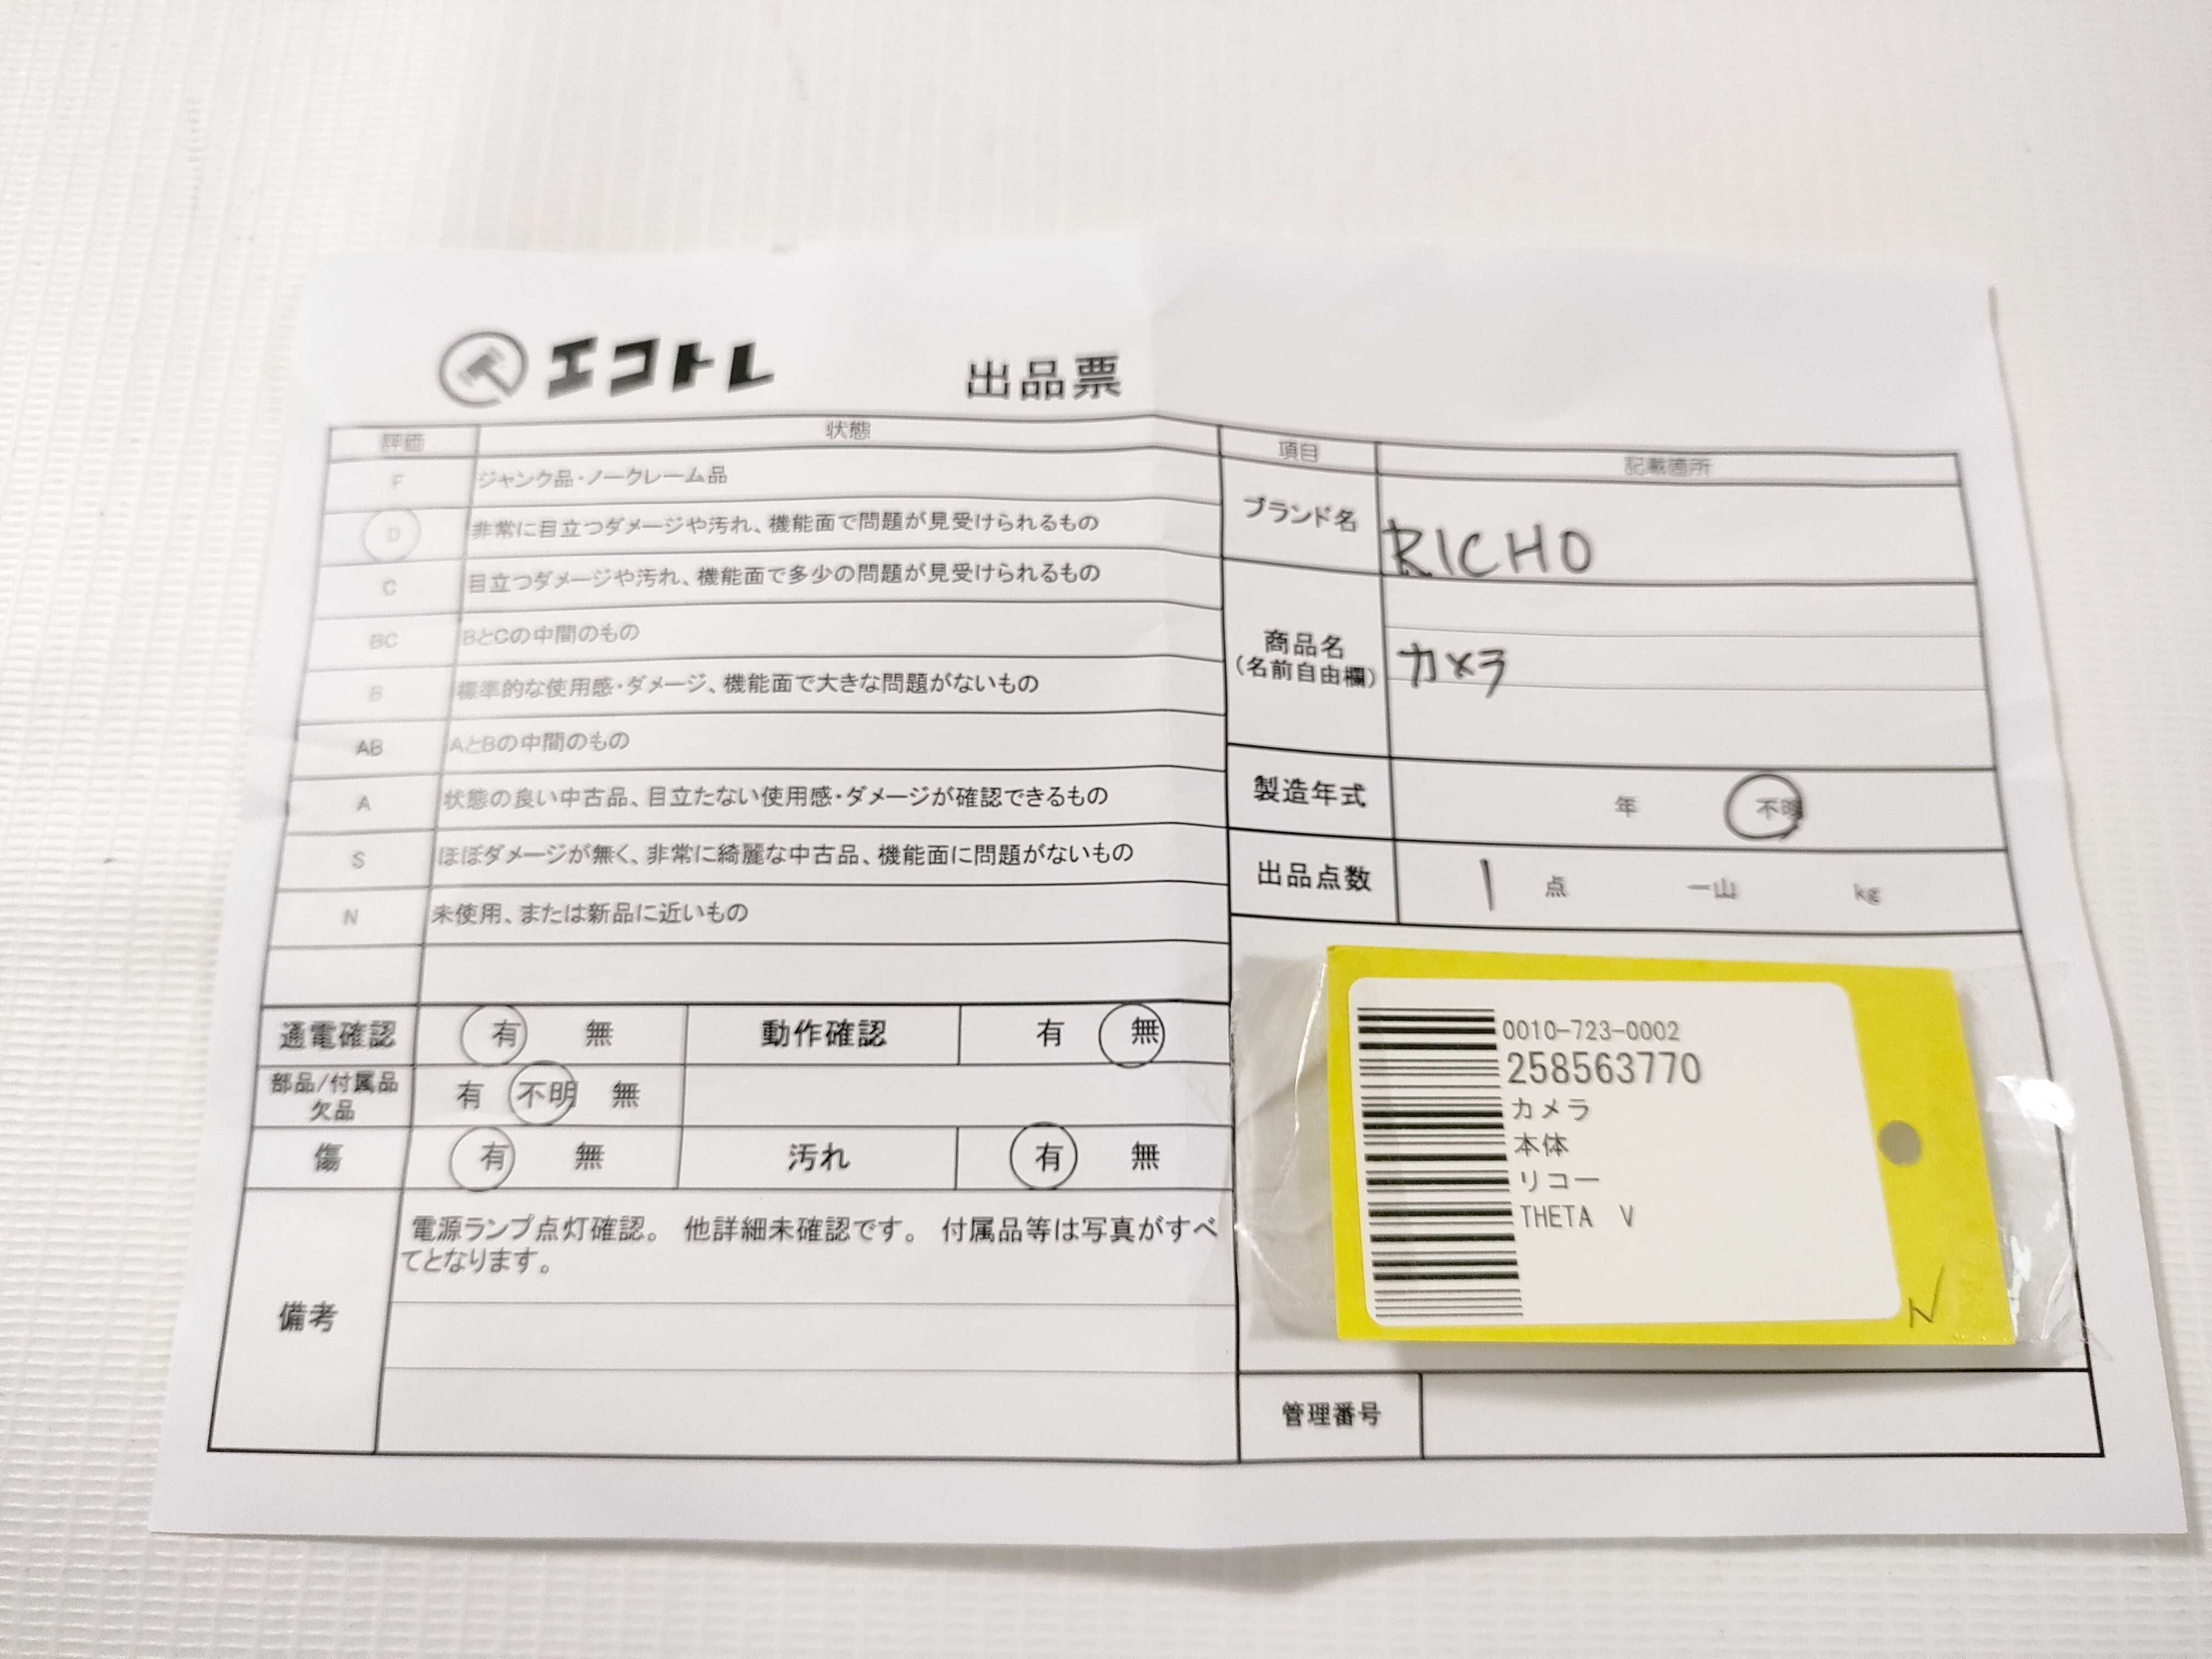 エコトレ 出品票
評価 状態
F ジャンク品・ノークレーム品
D 非常に目立つダメージや汚れ、機能面で問題が見受けられるもの
C 目立つダメージや汚れ、機能面で多少の問題が見受けられるもの
BC BとCの中間のもの
B 標準的な使用感・ダメージ、機能面で大きな問題がないもの
AB AとBの中間のもの
A 状態の良い中古品、目立たない使用感・ダメージが確認できるもの
S ほぼダメージが無く、非常に綺麗な中古品、機能面に問題がないもの
N 未使用、または新品に近いもの
通電確認 有 無 動作確認 有 無
部品/付属品
欠品
有 不明 無
傷 有 無 汚れ 有 無
備考
電源ランプ点灯確認。 他詳細未確認です。 付属品等は写真がすべ
てとなります。
項目 記載箇所
ブランド名 RICHO
商品名
(名前自由欄)
カメラ
製造年式 年 不明
出品点数 1 点 一山 kg
0010-723-0002
258563770
カメラ
本体
リコー
THETA V
管理番号